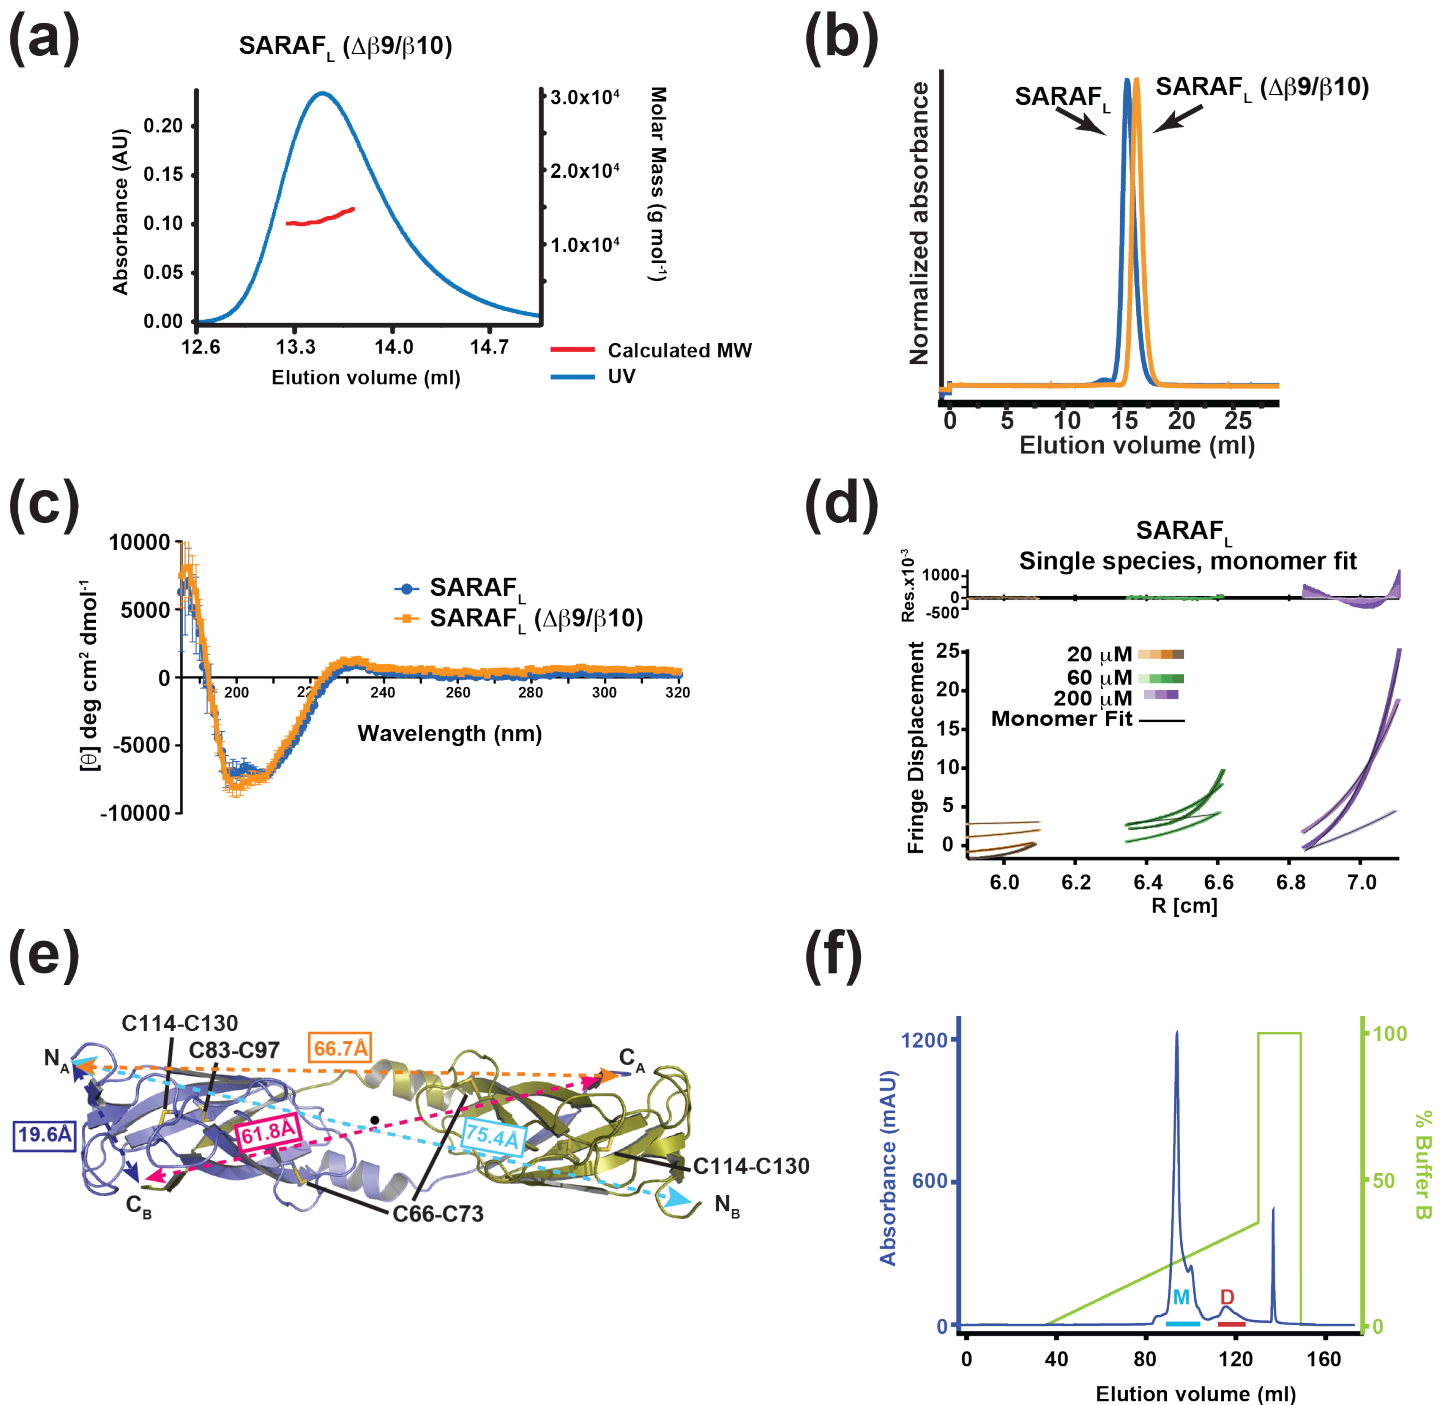 (a)
SARAFL (Δβ9/β10)
Absorbance (AU)
0.20
0.15
0.10
0.05
0.00
3.0x10⁴
2.0x10⁴
1.0x10⁴
Molar Mass (g mol⁻¹)
12.6 13.3 14.0 14.7
Elution volume (ml)
Calculated MW
UV
(b)
SARAFL
SARAFL (Δβ9/β10)
Normalized absorbance
0 5 10 15 20 25
Elution volume (ml)
(c)
[θ] deg cm² dmol⁻¹
10000
5000
0
-5000
-10000
SARAFL
SARAFL (Δβ9/β10)
200 220 240 260 280 300 320
Wavelength (nm)
(d)
SARAFL
Single species, monomer fit
Res.x10⁻³
1000
0
-500
Fringe Displacement
25
20
15
10
5
0
20 μM
60 μM
200 μM
Monomer Fit
6.0 6.2 6.4 6.6 6.8 7.0
R [cm]
(e)
C114-C130
C83-C97
NA
66.7Å
CA
19.6Å
61.8Å
75.4Å
C114-C130
CB
C66-C73
NB
(f)
Absorbance (mAU)
1200
600
0
M
D
100
50
0
% Buffer B
0 40 80 120 160
Elution volume (ml)